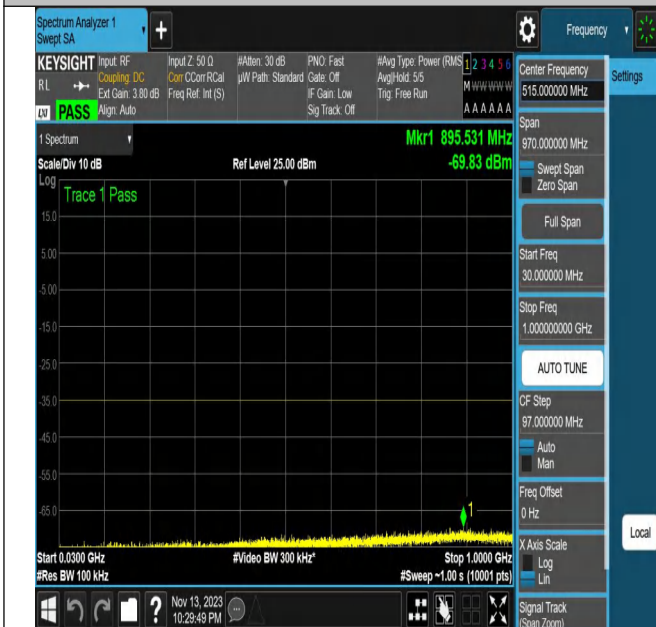 Spectrum Analyzer 1
Swept SA
+
Frequency
KEYSIGHT
RL
PASS
Input: RF
Coupling: DC
Ext Gain: 3.80 dB
Align: Auto
Input Z: 50 Ω
Corr CCorr RCal
Freq Ref: Int (S)
#Atten: 30 dB
µW Path: Standard
PNO: Fast
Gate: Off
IF Gain: Low
Sig Track: Off
#Avg Type: Power (RMS
Avg|Hold: 5/5
Trig: Free Run
1 2 3 4 5 6
M W W W W W
A A A A A A
1 Spectrum
Scale/Div 10 dB
Ref Level 25.00 dBm
Mkr1 895.531 MHz
-69.83 dBm
Log
Trace 1 Pass
15.0
5.00
-5.00
-15.0
-25.0
-35.0
-45.0
-55.0
-65.0
1
Start 0.0300 GHz
#Video BW 300 kHz*
Stop 1.0000 GHz
#Res BW 100 kHz
#Sweep ~1.00 s (10001 pts)
?
Nov 13, 2023
10:29:49 PM
Center Frequency
515.000000 MHz
Settings
Span
970.000000 MHz
Swept Span
Zero Span
Full Span
Start Freq
30.000000 MHz
Stop Freq
1.000000000 GHz
AUTO TUNE
CF Step
97.000000 MHz
Auto
Man
Freq Offset
0 Hz
Local
X Axis Scale
Log
Lin
Signal Track
(Span Zoom)